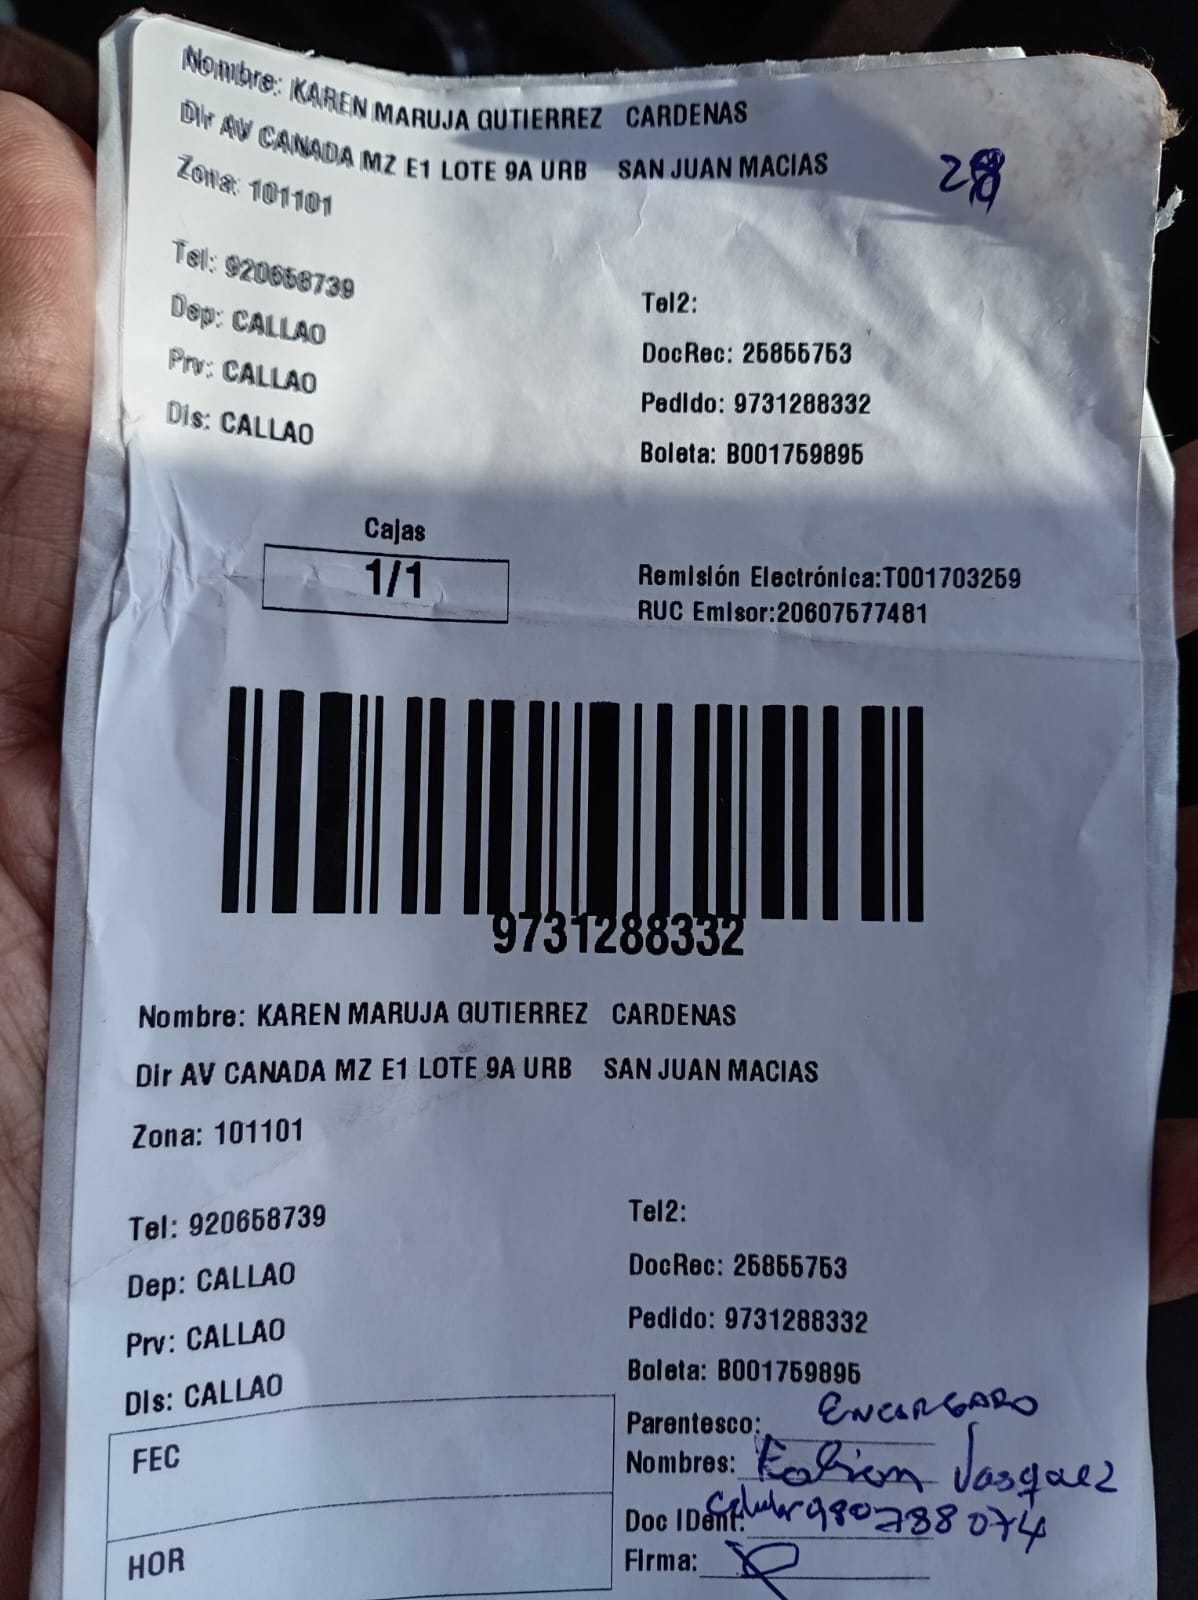 Nombre: KAREN MARUJA GUTIERREZ CARDENAS
Dir AV CANADA MZ E1 LOTE 9A URB SAN JUAN MACIAS
Zona: 101101
Tel: 920658739
Tel2:
Dep: CALLAO
DocRec: 25855753
Prv: CALLAO
Pedido: 9731288332
Dis: CALLAO
Boleta: B001759895
Cajas
1/1
Remisión Electrónica:T001703259
RUC Emisor:20607577481
9731288332
Nombre: KAREN MARUJA GUTIERREZ CARDENAS
Dir AV CANADA MZ E1 LOTE 9A URB SAN JUAN MACIAS
Zona: 101101
Tel: 920658739
Tel2:
Dep: CALLAO
DocRec: 25855753
Prv: CALLAO
Pedido: 9731288332
Dis: CALLAO
Boleta: B001759895
FEC
HOR
Parentesco: ENCARGADO
Nombres: Fabian Vasquez
Doc IDent: Celular 980788074
Firma: